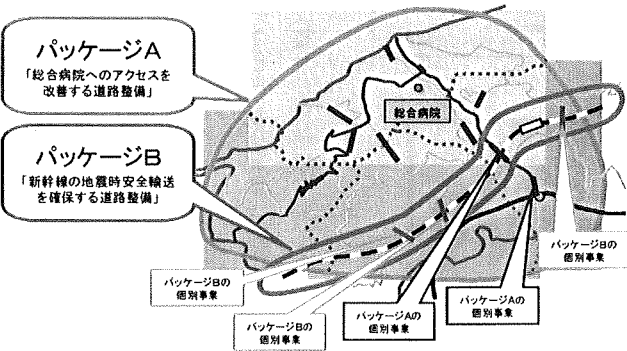 パッケージA
「総合病院へのアクセスを
改善する道路整備」
総合病院
パッケージB
「新幹線の地震時安全輸送
を確保する道路整備」
パッケージBの
個別事業
パッケージBの
個別事業
パッケージBの
個別事業
パッケージAの
個別事業
パッケージAの
個別事業